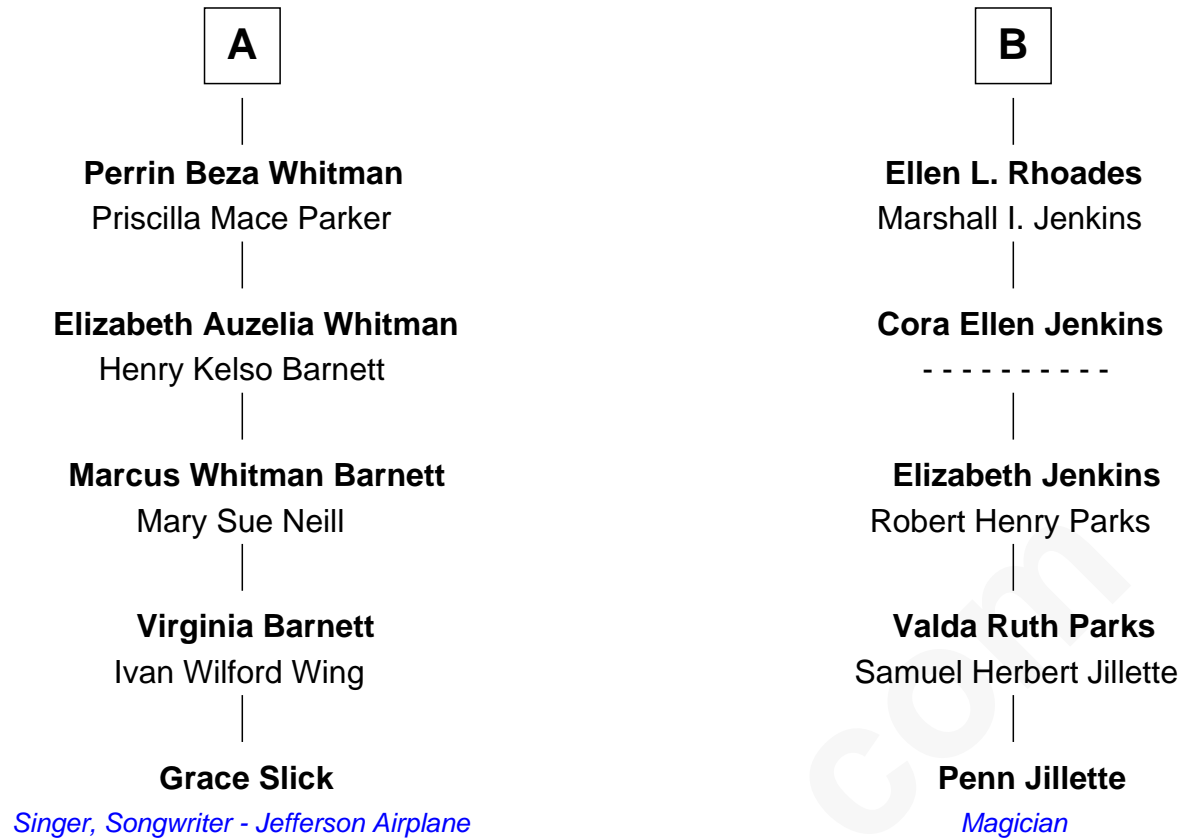 A
Perrin Beza Whitman
Priscilla Mace Parker
Elizabeth Auzelia Whitman
Henry Kelso Barnett
Marcus Whitman Barnett
Mary Sue Neill
Virginia Barnett
Ivan Wilford Wing
Grace Slick
Singer, Songwriter - Jefferson Airplane
B
Ellen L. Rhoades
Marshall I. Jenkins
Cora Ellen Jenkins
- - - - - - - - - -
Elizabeth Jenkins
Robert Henry Parks
Valda Ruth Parks
Samuel Herbert Jillette
Penn Jillette
Magician
com